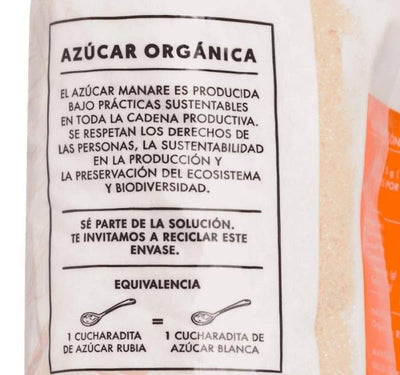 AZÚCAR ORGÁNICA
EL AZÚCAR MANARE ES PRODUCIDA
BAJO PRÁCTICAS SUSTENTABLES
EN TODA LA CADENA PRODUCTIVA.
SE RESPETAN LOS DERECHOS DE
LAS PERSONAS, LA SUSTENTABILIDAD
EN LA PRODUCCIÓN Y
LA PRESERVACIÓN DEL ECOSISTEMA
Y BIODIVERSIDAD.
SÉ PARTE DE LA SOLUCIÓN.
TE INVITAMOS A RECICLAR ESTE
ENVASE.
EQUIVALENCIA
=
1 CUCHARADITA
DE AZÚCAR RUBIA
1 CUCHARADITA DE
AZÚCAR BLANCA